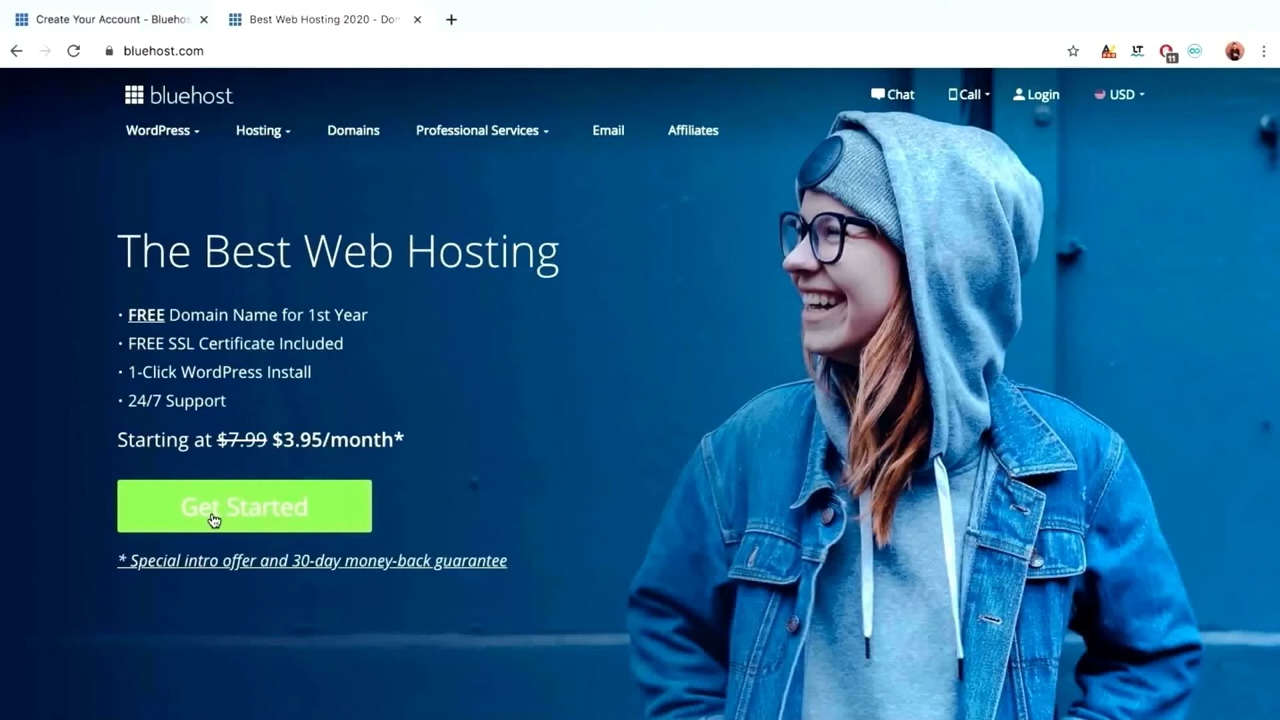 Create Your Account - Bluehos
Best Web Hosting 2020 - Dom
bluehost.com
11
LT
bluehost
Chat
Call
Login
USD
WordPress
Hosting
Domains
Professional Services
Email
Affiliates
The Best Web Hosting
· FREE Domain Name for 1st Year
· FREE SSL Certificate Included
· 1-Click WordPress Install
· 24/7 Support
Starting at $7.99 $3.95/month*
Get Started
* Special intro offer and 30-day money-back guarantee